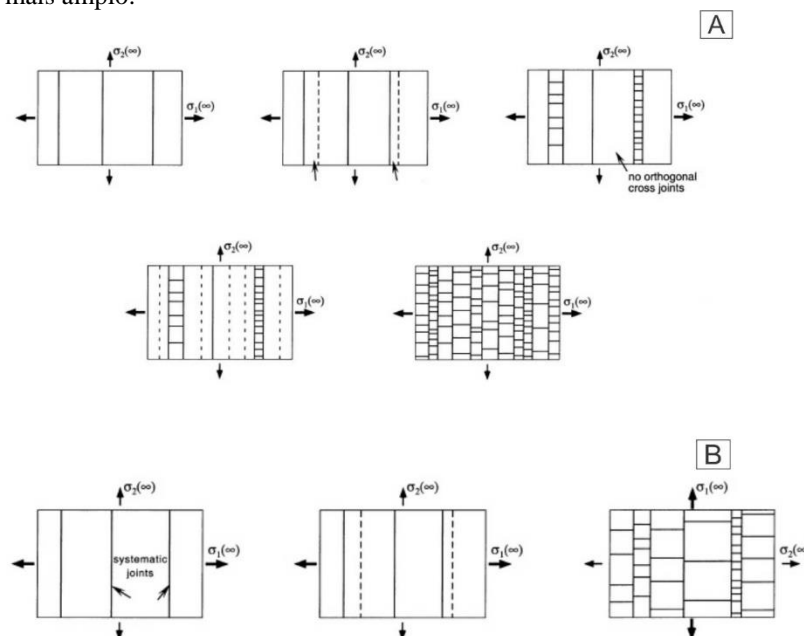 mais amplo.
A
σ2(∞)
σ1(∞)
σ2(∞)
σ1(∞)
σ2(∞)
σ1(∞)
no orthogonal
cross joints
σ2(∞)
σ1(∞)
σ2(∞)
σ1(∞)
B
σ2(∞)
σ1(∞)
systematic
joints
σ2(∞)
σ1(∞)
σ1(∞)
σ2(∞)